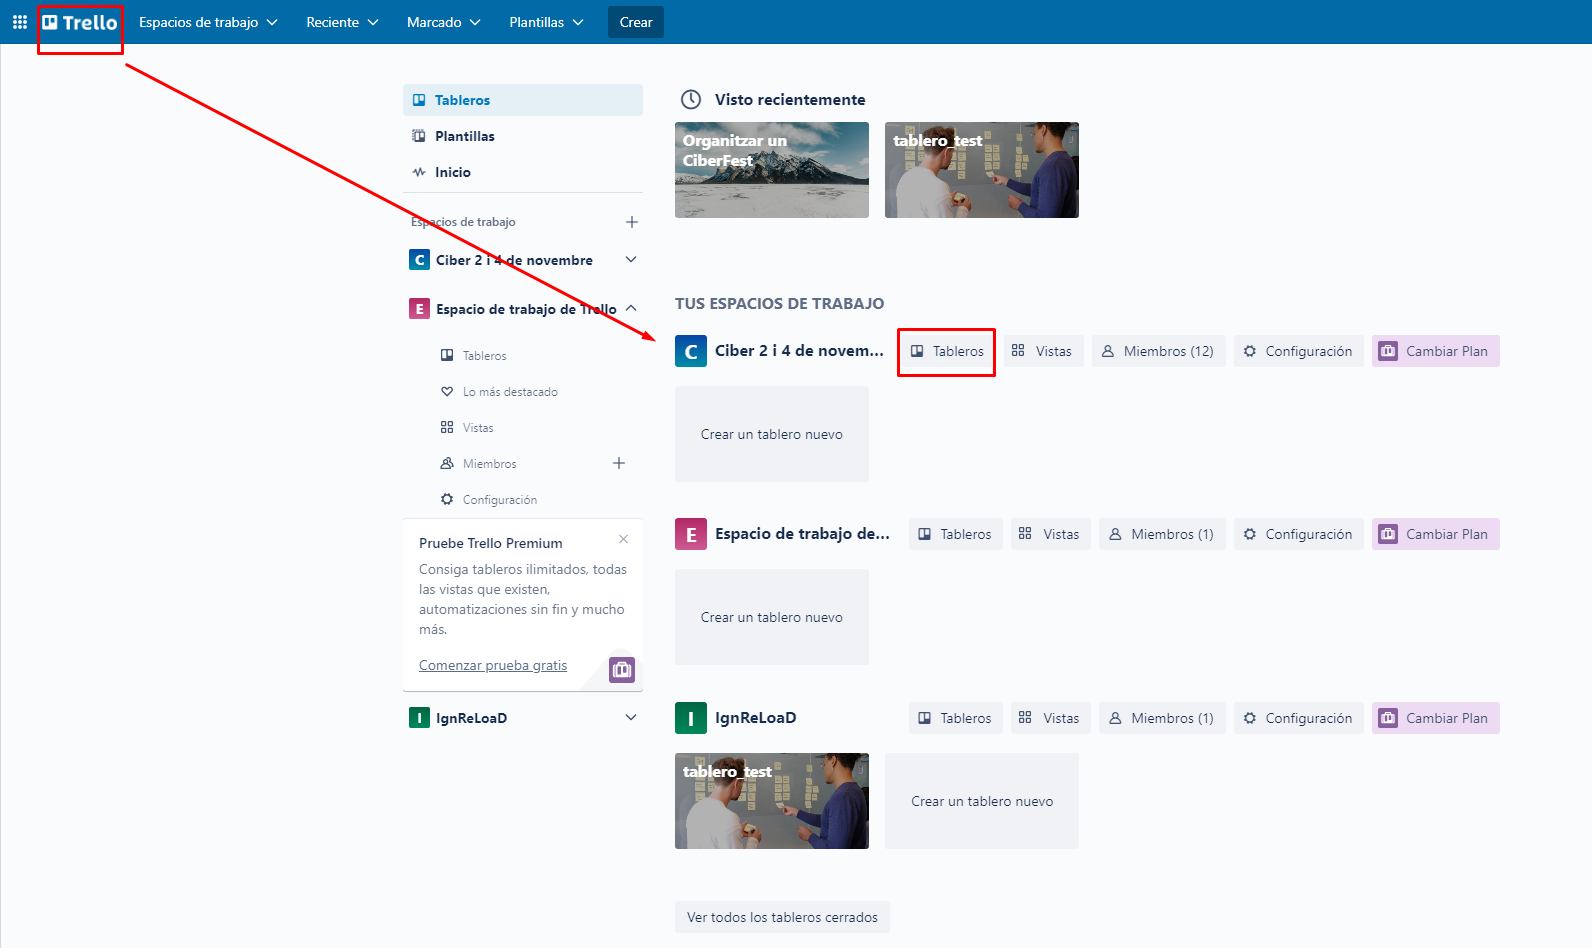 Trello
Espacios de trabajo
Reciente
Marcado
Plantillas
Crear
Tableros
Plantillas
Inicio
Espacios de trabajo
C Ciber 2 i 4 de novembre
E Espacio de trabajo de Trello
Tableros
Lo más destacado
Vistas
Miembros
Configuración
Pruebe Trello Premium
Consiga tableros ilimitados, todas
las vistas que existen,
automatizaciones sin fin y mucho
más.
Comenzar prueba gratis
I IgnReLoaD
Visto recientemente
Organitzar un
CiberFest
tablero_test
TUS ESPACIOS DE TRABAJO
C Ciber 2 i 4 de novem...
Tableros
Vistas
Miembros (12)
Configuración
Cambiar Plan
Crear un tablero nuevo
E Espacio de trabajo de...
Tableros
Vistas
Miembros (1)
Configuración
Cambiar Plan
Crear un tablero nuevo
I IgnReLoaD
Tableros
Vistas
Miembros (1)
Configuración
Cambiar Plan
tablero_test
Crear un tablero nuevo
Ver todos los tableros cerrados